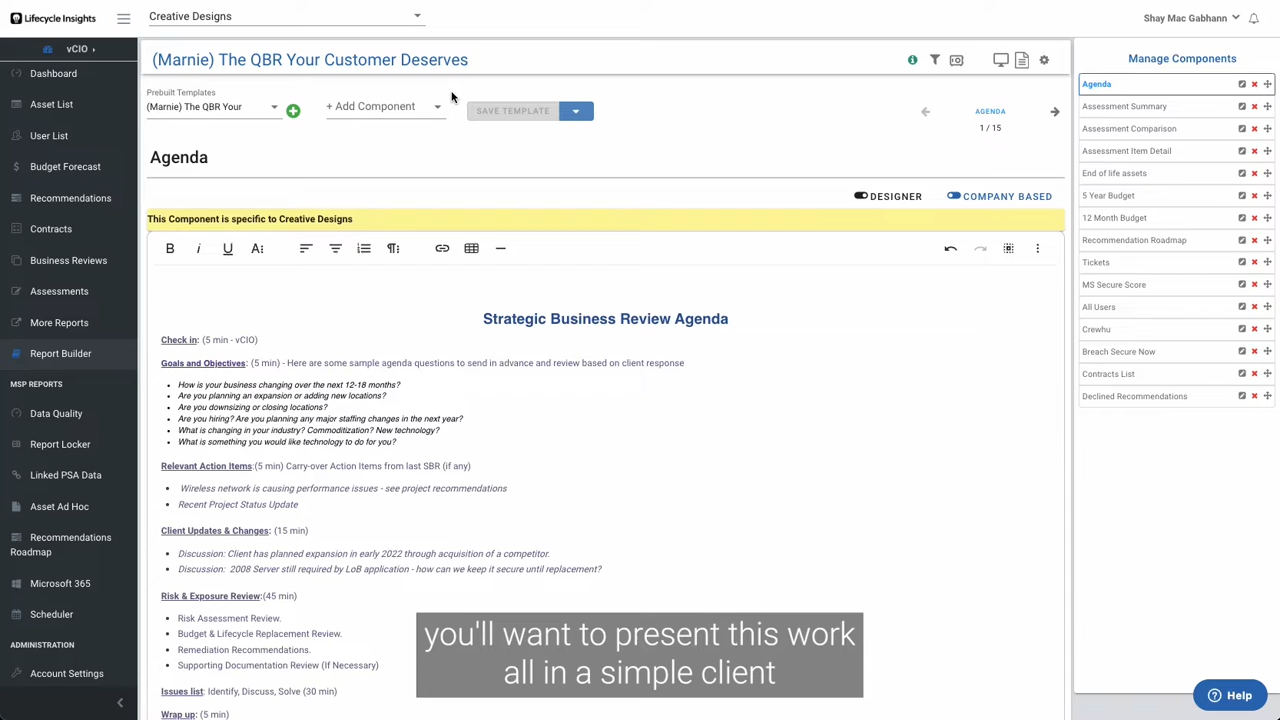 Lifecycle Insights
Creative Designs
Shay Mac Gabhann
vCIO
Dashboard
Asset List
User List
Budget Forecast
Recommendations
Contracts
Business Reviews
Assessments
More Reports
Report Builder
MSP REPORTS
Data Quality
Report Locker
Linked PSA Data
Asset Ad Hoc
Recommendations
Roadmap
Microsoft 365
Scheduler
ADMINISTRATION
Account Settings
(Marnie) The QBR Your Customer Deserves
Prebuilt Templates
(Marnie) The QBR Your
+ Add Component
SAVE TEMPLATE
AGENDA
1 / 15
Agenda
DESIGNER
COMPANY BASED
This Component is specific to Creative Designs
Strategic Business Review Agenda
Check in: (5 min - vCIO)
Goals and Objectives: (5 min) - Here are some sample agenda questions to send in advance and review based on client response
• How is your business changing over the next 12-18 months?
• Are you planning an expansion or adding new locations?
• Are you downsizing or closing locations?
• Are you hiring? Are you planning any major staffing changes in the next year?
• What is changing in your industry? Commoditization? New technology?
• What is something you would like technology to do for you?
Relevant Action Items:(5 min) Carry-over Action Items from last SBR (if any)
• Wireless network is causing performance issues - see project recommendations
• Recent Project Status Update
Client Updates & Changes: (15 min)
• Discussion: Client has planned expansion in early 2022 through acquisition of a competitor.
• Discussion: 2008 Server still required by LoB application - how can we keep it secure until replacement?
Risk & Exposure Review:(45 min)
• Risk Assessment Review.
• Budget & Lifecycle Replacement Review.
• Remediation Recommendations.
• Supporting Documentation Review (If Necessary)
Issues list: Identify, Discuss, Solve (30 min)
Wrap up: (5 min)
you'll want to present this work
all in a simple client
Manage Components
Agenda
Assessment Summary
Assessment Comparison
Assessment Item Detail
End of life assets
5 Year Budget
12 Month Budget
Recommendation Roadmap
Tickets
MS Secure Score
All Users
Crewhu
Breach Secure Now
Contracts List
Declined Recommendations
Help